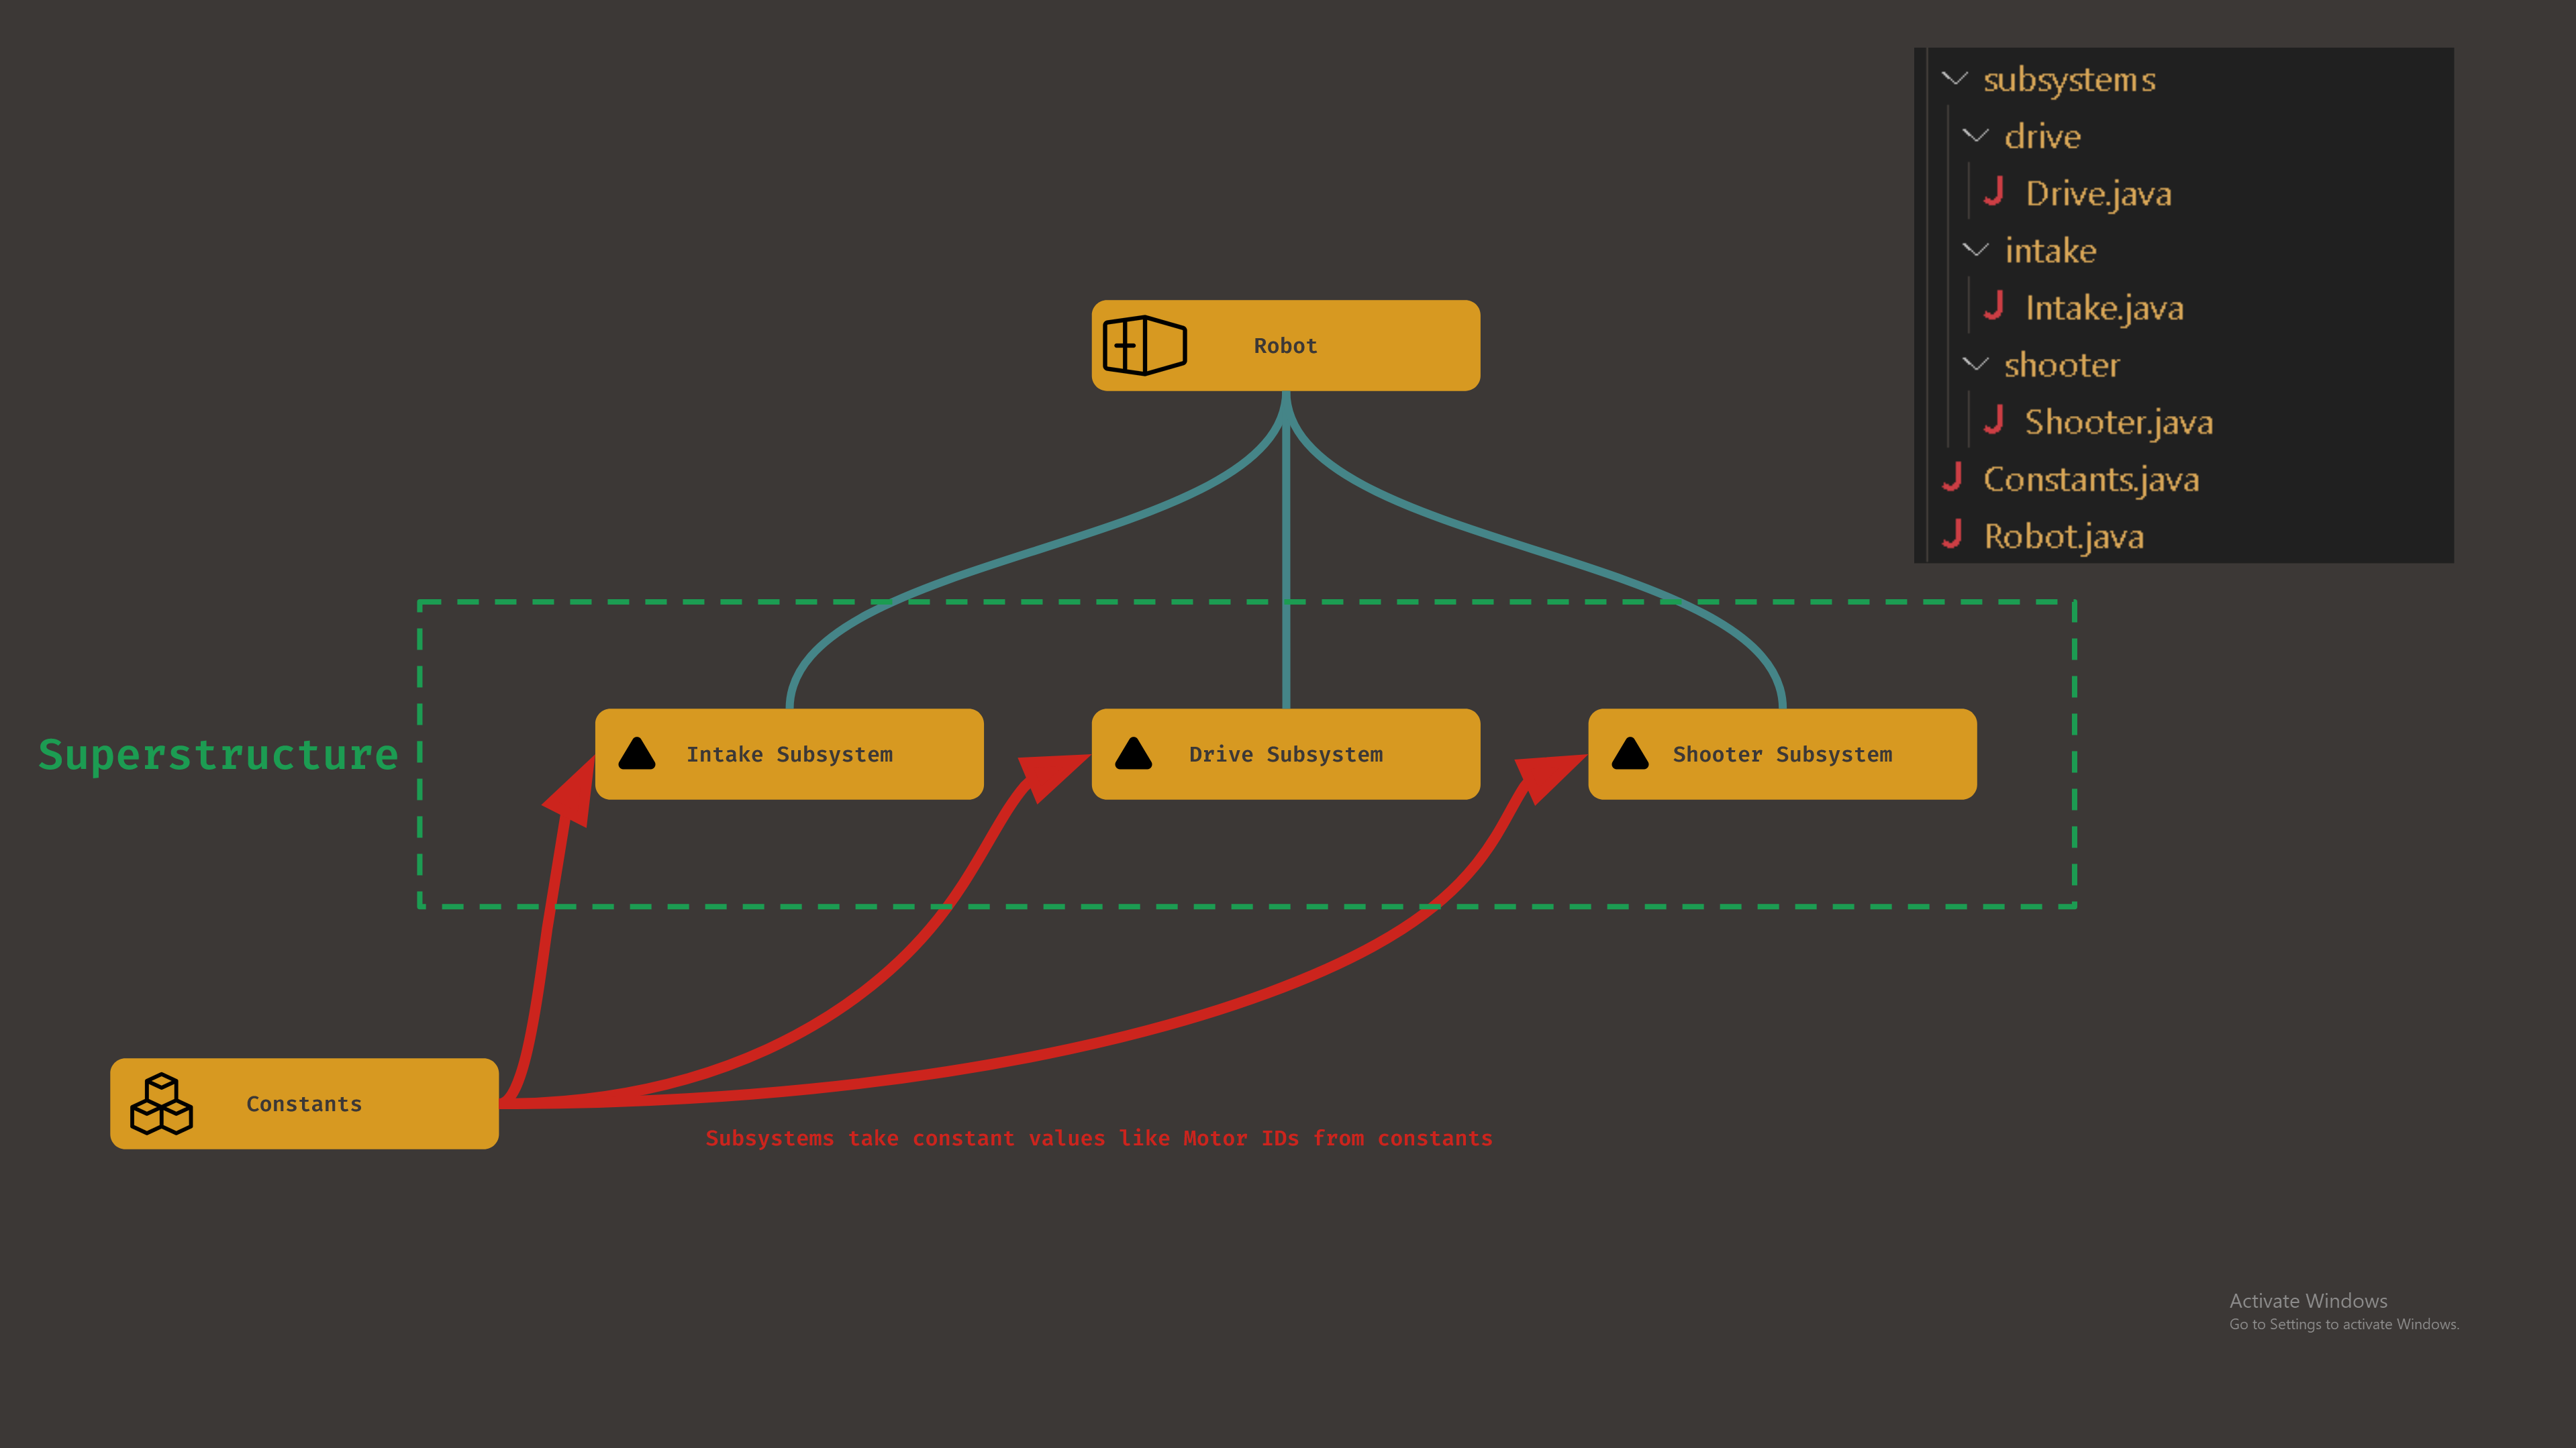 subsystems
drive
Drive.java
intake
Intake.java
shooter
Shooter.java
Constants.java
Robot.java
Robot
Superstructure
Intake Subsystem
Drive Subsystem
Shooter Subsystem
Constants
Subsystems take constant values like Motor IDs from constants
Activate Windows
Go to Settings to activate Windows.